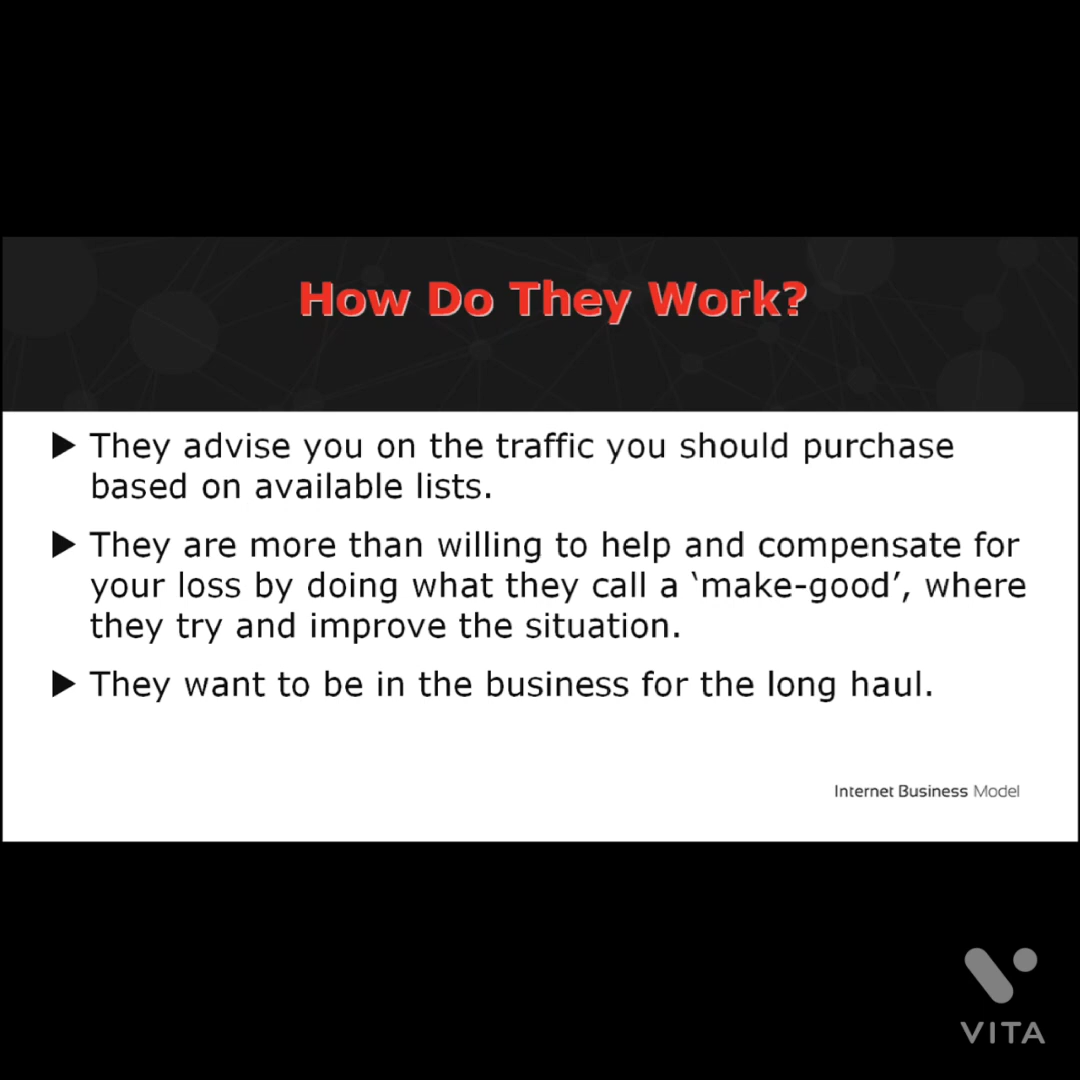 How Do They Work?
▶ They advise you on the traffic you should purchase
based on available lists.
▶ They are more than willing to help and compensate for
your loss by doing what they call a ‘make-good’, where
they try and improve the situation.
▶ They want to be in the business for the long haul.
Internet Business Model
VITA